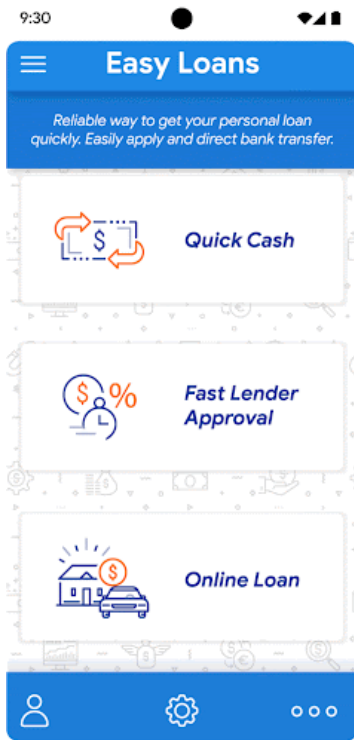 9:30
Easy Loans
Reliable way to get your personal loan
quickly. Easily apply and direct bank transfer.
$
Quick Cash
$ %
Fast Lender
Approval
$
Online Loan